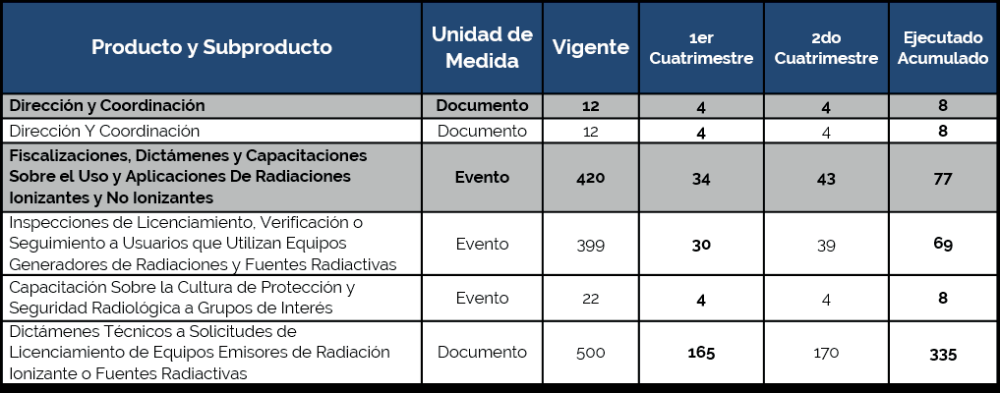 Producto y Subproducto
Unidad de
Medida
Vigente
1er
Cuatrimestre
2do
Cuatrimestre
Ejecutado
Acumulado
Dirección y Coordinación
Documento
12
4
4
8
Dirección Y Coordinación
Documento
12
4
4
8
Fiscalizaciones, Dictámenes y Capacitaciones
Sobre el Uso y Aplicaciones De Radiaciones
Ionizantes y No Ionizantes
Evento
420
34
43
77
Inspecciones de Licenciamiento, Verificación o
Seguimiento a Usuarios que Utilizan Equipos
Generadores de Radiaciones y Fuentes Radiactivas
Evento
399
30
39
69
Capacitación Sobre la Cultura de Protección y
Seguridad Radiológica a Grupos de Interés
Evento
22
4
4
8
Dictámenes Técnicos a Solicitudes de
Licenciamiento de Equipos Emisores de Radiación
Ionizante o Fuentes Radiactivas
Documento
500
165
170
335